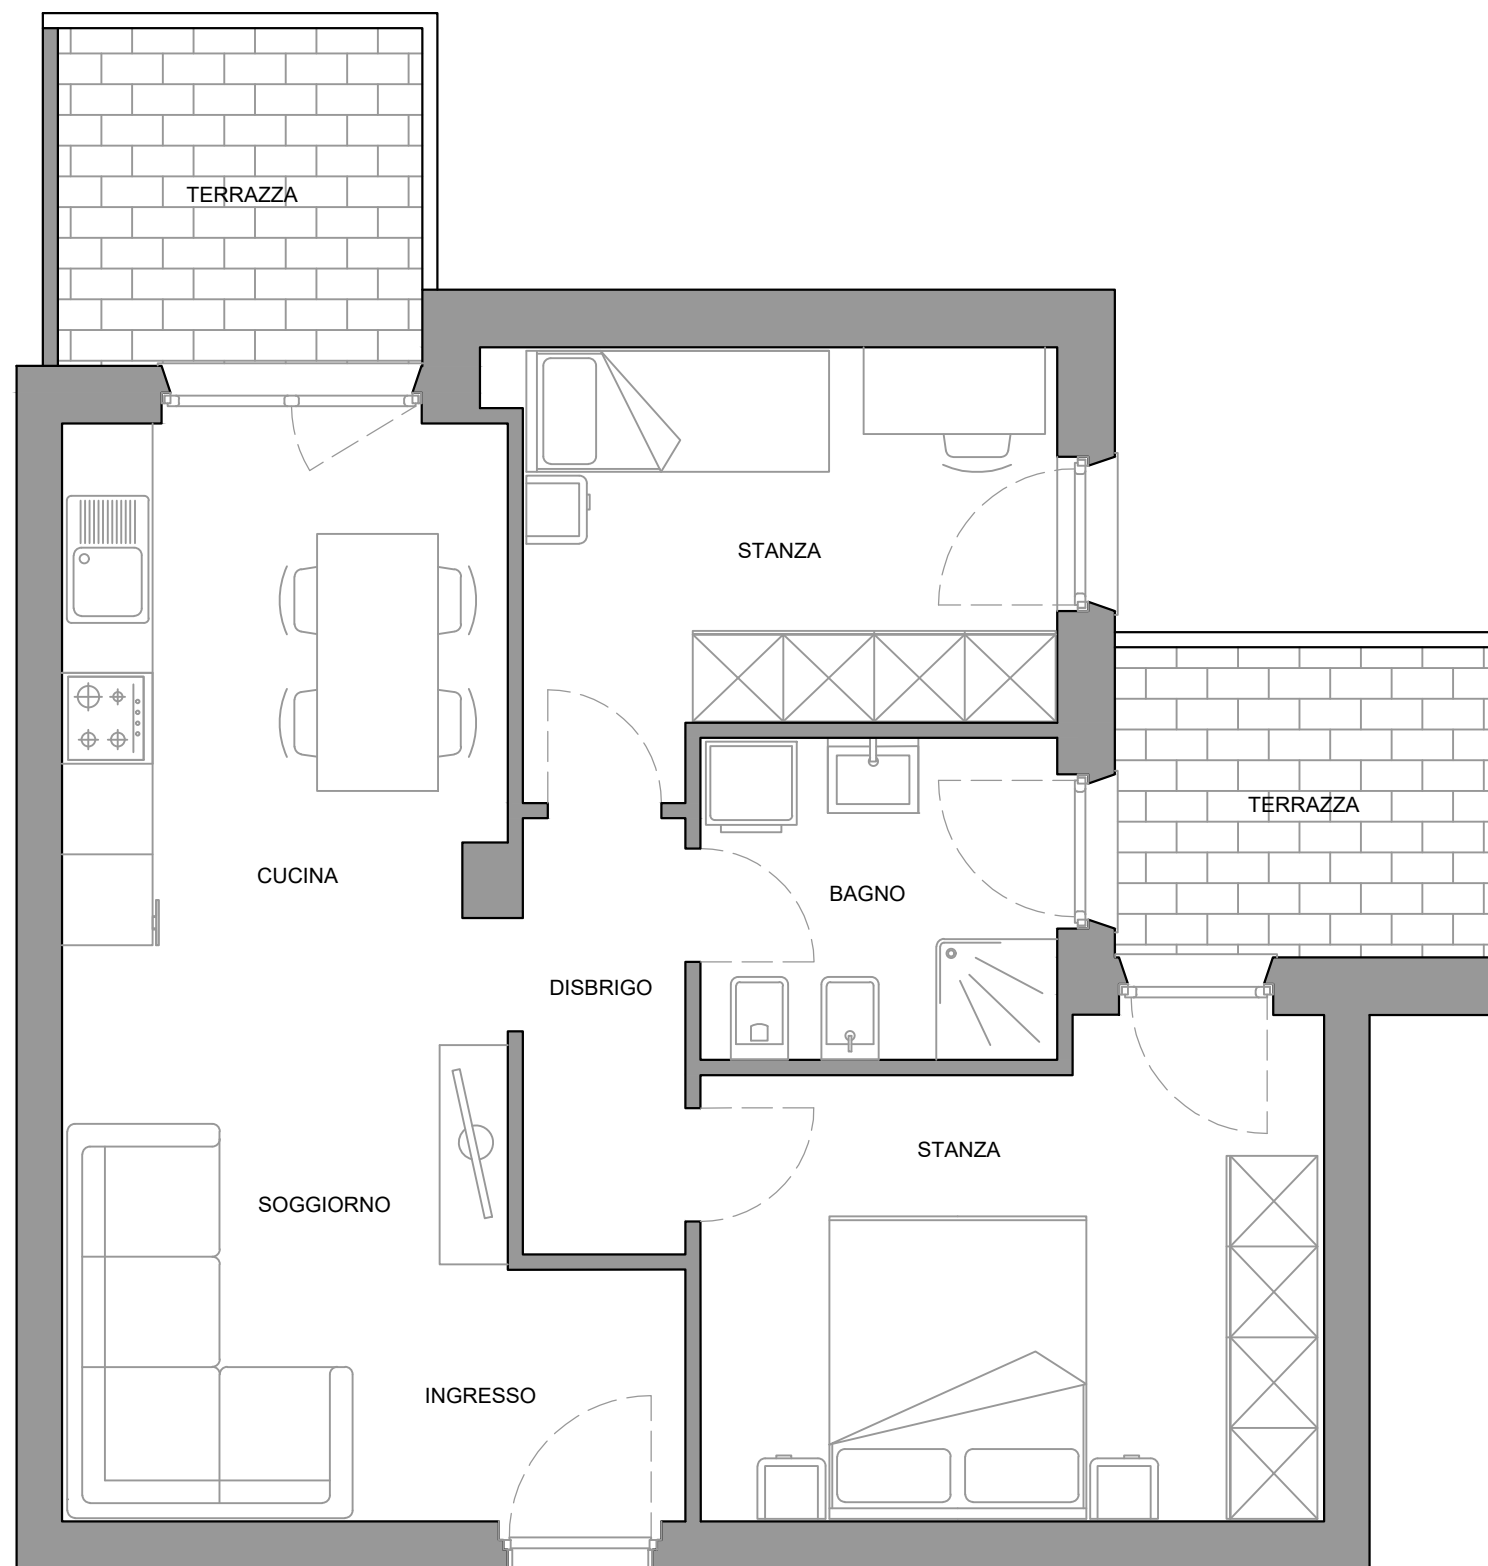 TERRAZZA
STANZA
TERRAZZA
CUCINA
BAGNO
DISBRIGO
STANZA
SOGGIORNO
INGRESSO